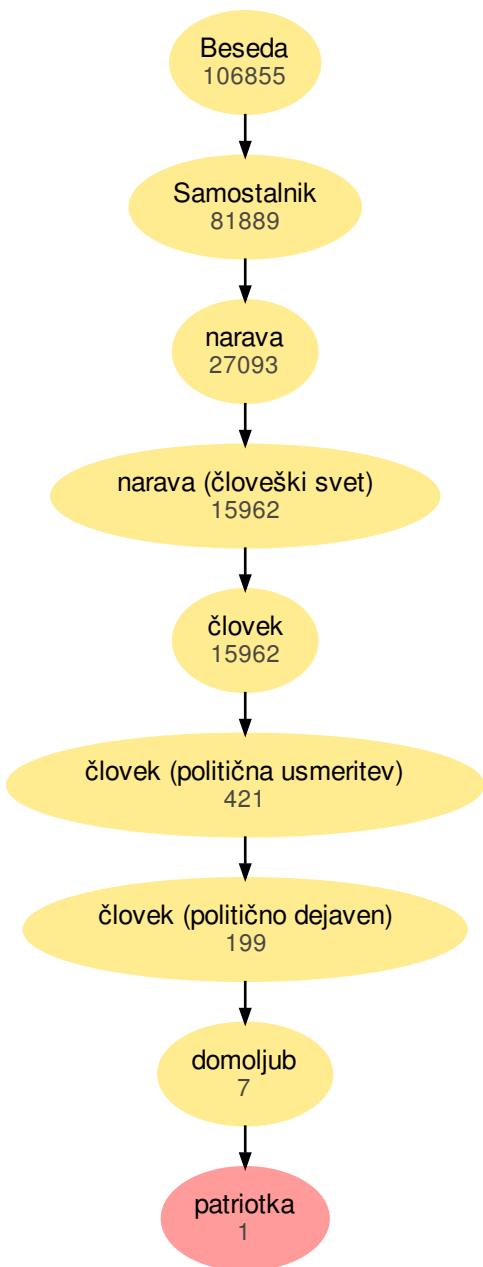 Beseda
106855
Samostalnik
81889
narava
27093
narava (človeški svet)
15962
človek
15962
človek (politična usmeritev)
421
človek (politično dejaven)
199
domoljub
7
patriotka
1